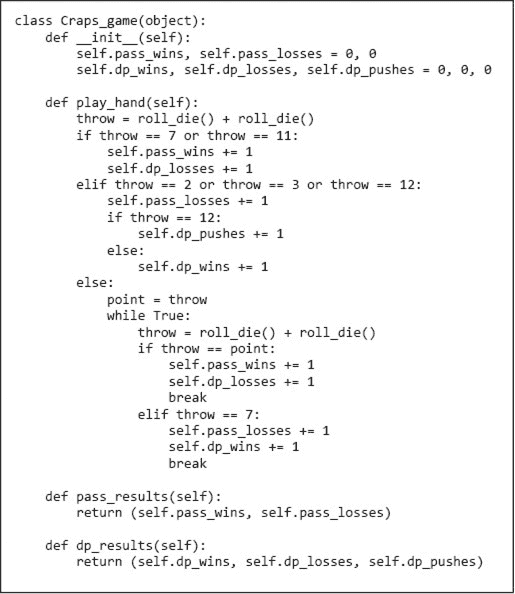 class Craps_game(object):
    def __init__(self):
        self.pass_wins, self.pass_losses = 0, 0
        self.dp_wins, self.dp_losses, self.dp_pushes = 0, 0, 0

    def play_hand(self):
        throw = roll_die() + roll_die()
        if throw == 7 or throw == 11:
            self.pass_wins += 1
            self.dp_losses += 1
        elif throw == 2 or throw == 3 or throw == 12:
            self.pass_losses += 1
            if throw == 12:
                self.dp_pushes += 1
            else:
                self.dp_wins += 1
        else:
            point = throw
            while True:
                throw = roll_die() + roll_die()
                if throw == point:
                    self.pass_wins += 1
                    self.dp_losses += 1
                    break
                elif throw == 7:
                    self.pass_losses += 1
                    self.dp_wins += 1
                    break

    def pass_results(self):
        return (self.pass_wins, self.pass_losses)

    def dp_results(self):
        return (self.dp_wins, self.dp_losses, self.dp_pushes)